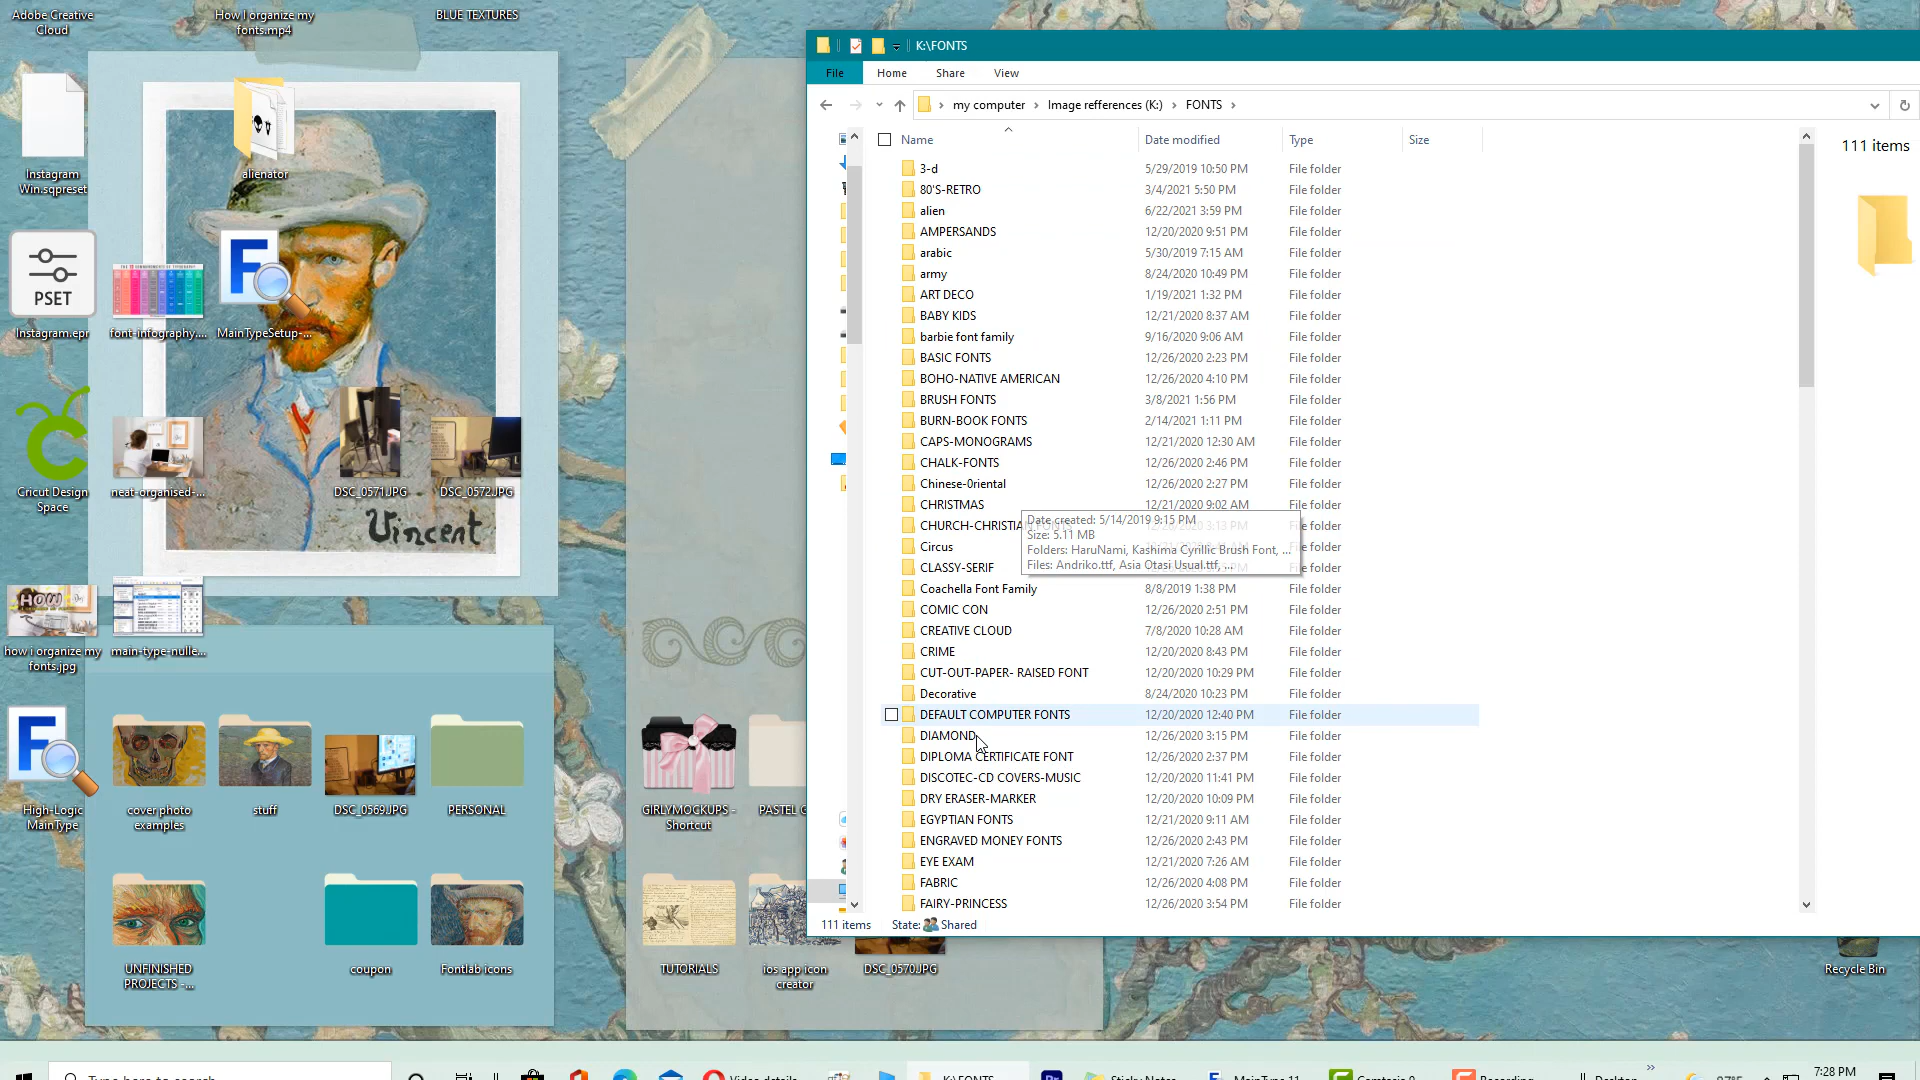 Adobe Creative
Cloud
How I organize my
fonts.mp4
BLUE TEXTURES
Instagram
Win.sqpreset
alienator
PSET
Instagram.epr
font-infography....
MainTypeSetup-...
Cricut Design
Space
neat-organised-...
DSC_0571.JPG
DSC_0572.JPG
Vincent
HOW
how i organize my
fonts.jpg
main-type-nulle...
High-Logic
MainType
cover photo
examples
stuff
DSC_0569.JPG
PERSONAL
UNFINISHED
PROJECTS -...
coupon
Fontlab icons
GIRLYMOCKUPS -
Shortcut
PASTEL
TUTORIALS
ios app icon
creator
DSC_0570.JPG
Recycle Bin
K:\FONTS
File Home Share View
my computer Image refferences (K:) FONTS
Name Date modified Type Size
111 items
3-d 5/29/2019 10:50 PM File folder
80'S-RETRO 3/4/2021 5:50 PM File folder
alien 6/22/2021 3:59 PM File folder
AMPERSANDS 12/20/2020 9:51 PM File folder
arabic 5/30/2019 7:15 AM File folder
army 8/24/2020 10:49 PM File folder
ART DECO 1/19/2021 1:32 PM File folder
BABY KIDS 12/21/2020 8:37 AM File folder
barbie font family 9/16/2020 9:06 AM File folder
BASIC FONTS 12/26/2020 2:23 PM File folder
BOHO-NATIVE AMERICAN 12/26/2020 4:10 PM File folder
BRUSH FONTS 3/8/2021 1:56 PM File folder
BURN-BOOK FONTS 2/14/2021 1:11 PM File folder
CAPS-MONOGRAMS 12/21/2020 12:30 AM File folder
CHALK-FONTS 12/26/2020 2:46 PM File folder
Chinese-0riental 12/26/2020 2:27 PM File folder
CHRISTMAS 12/21/2020 9:02 AM File folder
CHURCH-CHRISTIAN FONTS 3:13 PM File folder
Circus File folder
CLASSY-SERIF File folder
Date created: 5/14/2019 9:15 PM
Size: 5.11 MB
Folders: HaruNami, Kashima Cyrillic Brush Font, ...
Files: Andriko.ttf, Asia Otasi Usual.ttf, ...
Coachella Font Family 8/8/2019 1:38 PM File folder
COMIC CON 12/26/2020 2:51 PM File folder
CREATIVE CLOUD 7/8/2020 10:28 AM File folder
CRIME 12/20/2020 8:43 PM File folder
CUT-OUT-PAPER- RAISED FONT 12/20/2020 10:29 PM File folder
Decorative 8/24/2020 10:23 PM File folder
DEFAULT COMPUTER FONTS 12/20/2020 12:40 PM File folder
DIAMOND 12/26/2020 3:15 PM File folder
DIPLOMA CERTIFICATE FONT 12/26/2020 2:37 PM File folder
DISCOTEC-CD COVERS-MUSIC 12/20/2020 11:41 PM File folder
DRY ERASER-MARKER 12/20/2020 10:09 PM File folder
EGYPTIAN FONTS 12/21/2020 9:11 AM File folder
ENGRAVED MONEY FONTS 12/26/2020 2:43 PM File folder
EYE EXAM 12/21/2020 7:26 AM File folder
FABRIC 12/26/2020 4:08 PM File folder
FAIRY-PRINCESS 12/26/2020 3:54 PM File folder
111 items State: Shared
Type here to search
Video details
K:\FONTS
Sticky Notes
MainType 11
Camtasia 9
Recording
Desktop
7:28 PM